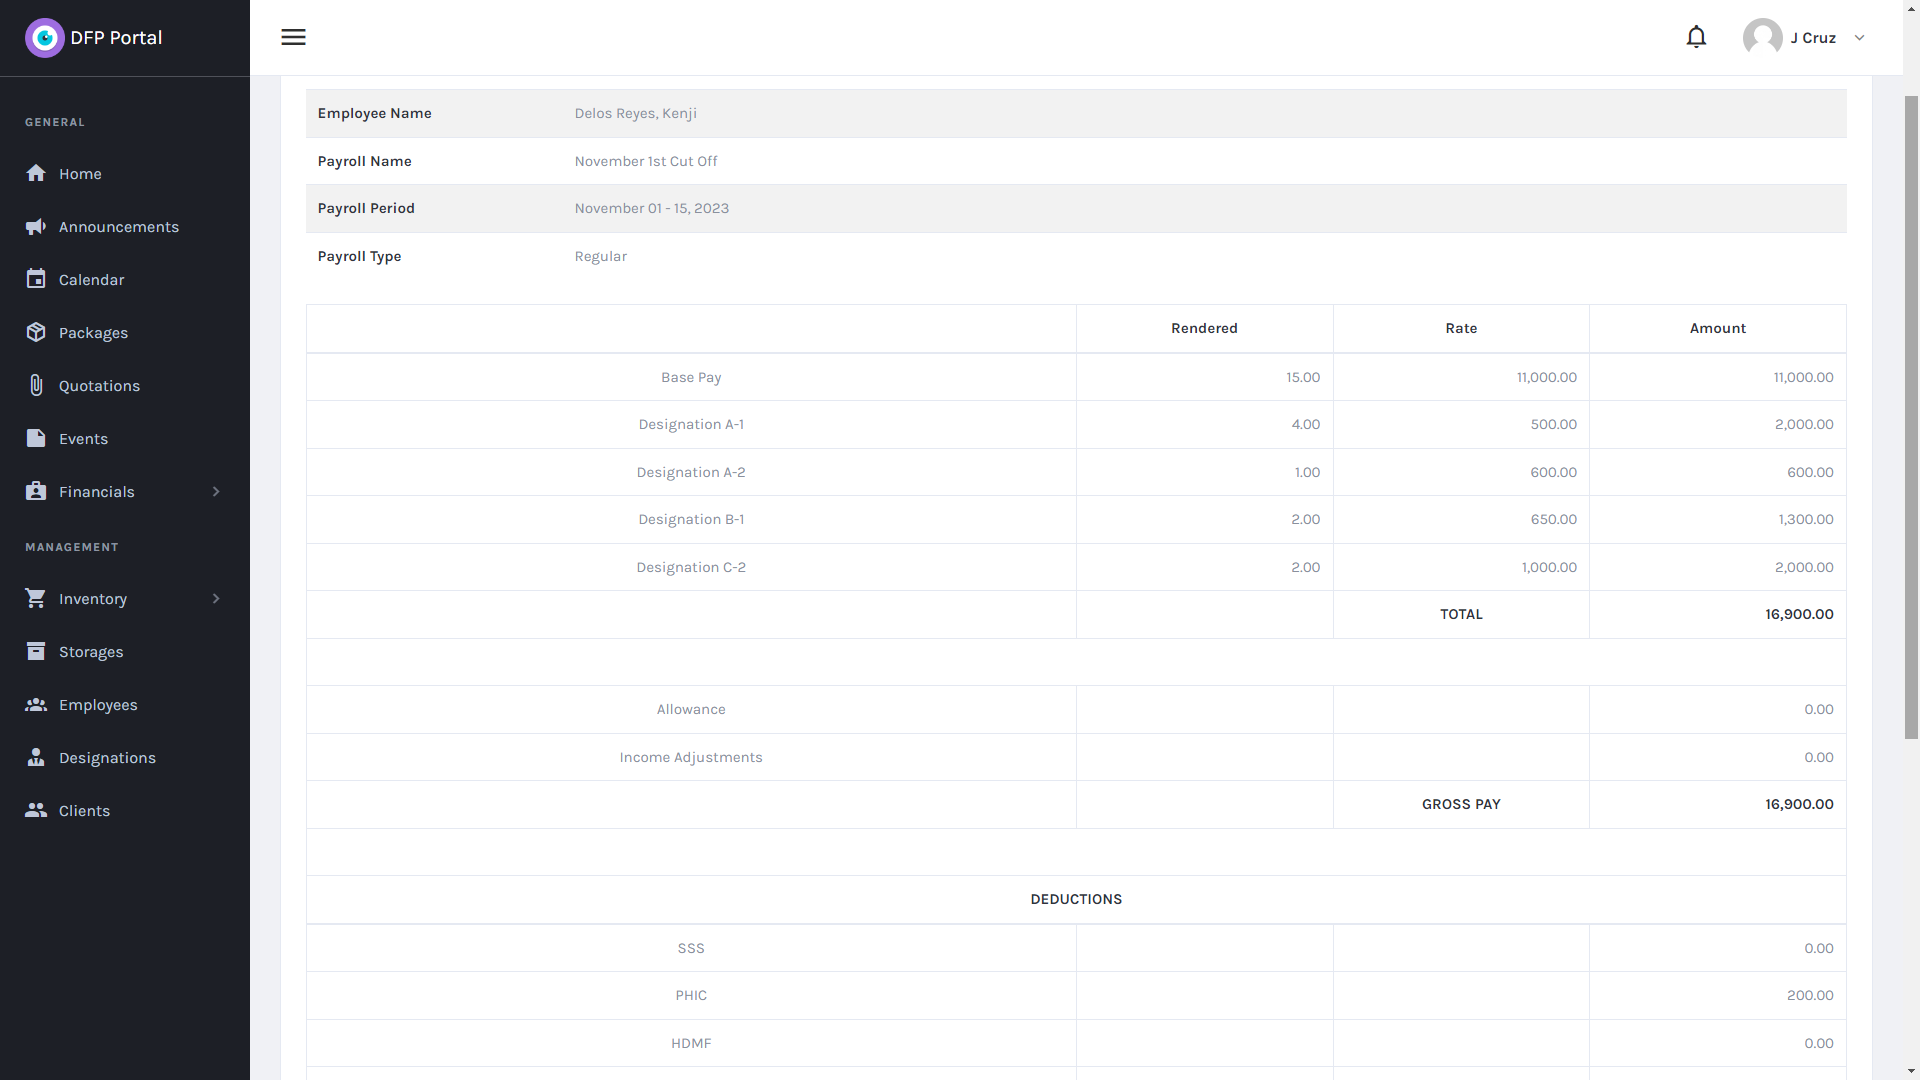 DFP Portal
J Cruz
GENERAL
Home
Announcements
Calendar
Packages
Quotations
Events
Financials
MANAGEMENT
Inventory
Storages
Employees
Designations
Clients
Employee Name Delos Reyes, Kenji
Payroll Name November 1st Cut Off
Payroll Period November 01 - 15, 2023
Payroll Type Regular
Rendered Rate Amount
Base Pay 15.00 11,000.00 11,000.00
Designation A-1 4.00 500.00 2,000.00
Designation A-2 1.00 600.00 600.00
Designation B-1 2.00 650.00 1,300.00
Designation C-2 2.00 1,000.00 2,000.00
TOTAL 16,900.00
Allowance 0.00
Income Adjustments 0.00
GROSS PAY 16,900.00
DEDUCTIONS
SSS 0.00
PHIC 200.00
HDMF 0.00